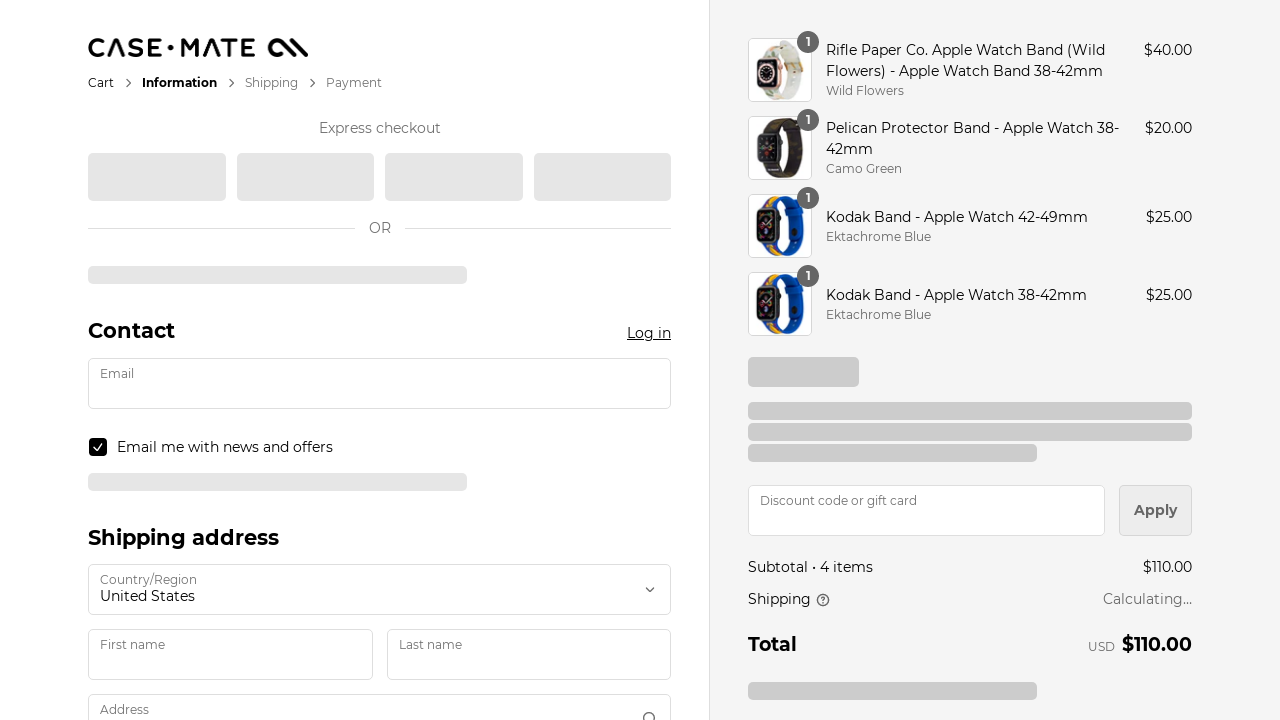 CASE•MATE
Cart > Information > Shipping > Payment
Express checkout
OR
Contact
Log in
Email
Email me with news and offers
Shipping address
Country/Region
United States
First name
Last name
Address
1
Rifle Paper Co. Apple Watch Band (Wild
Flowers) - Apple Watch Band 38-42mm
Wild Flowers
$40.00
1
Pelican Protector Band - Apple Watch 38-
42mm
Camo Green
$20.00
1
Kodak Band - Apple Watch 42-49mm
Ektachrome Blue
$25.00
1
Kodak Band - Apple Watch 38-42mm
Ektachrome Blue
$25.00
Discount code or gift card
Apply
Subtotal • 4 items
$110.00
Shipping
Calculating...
Total
USD $110.00